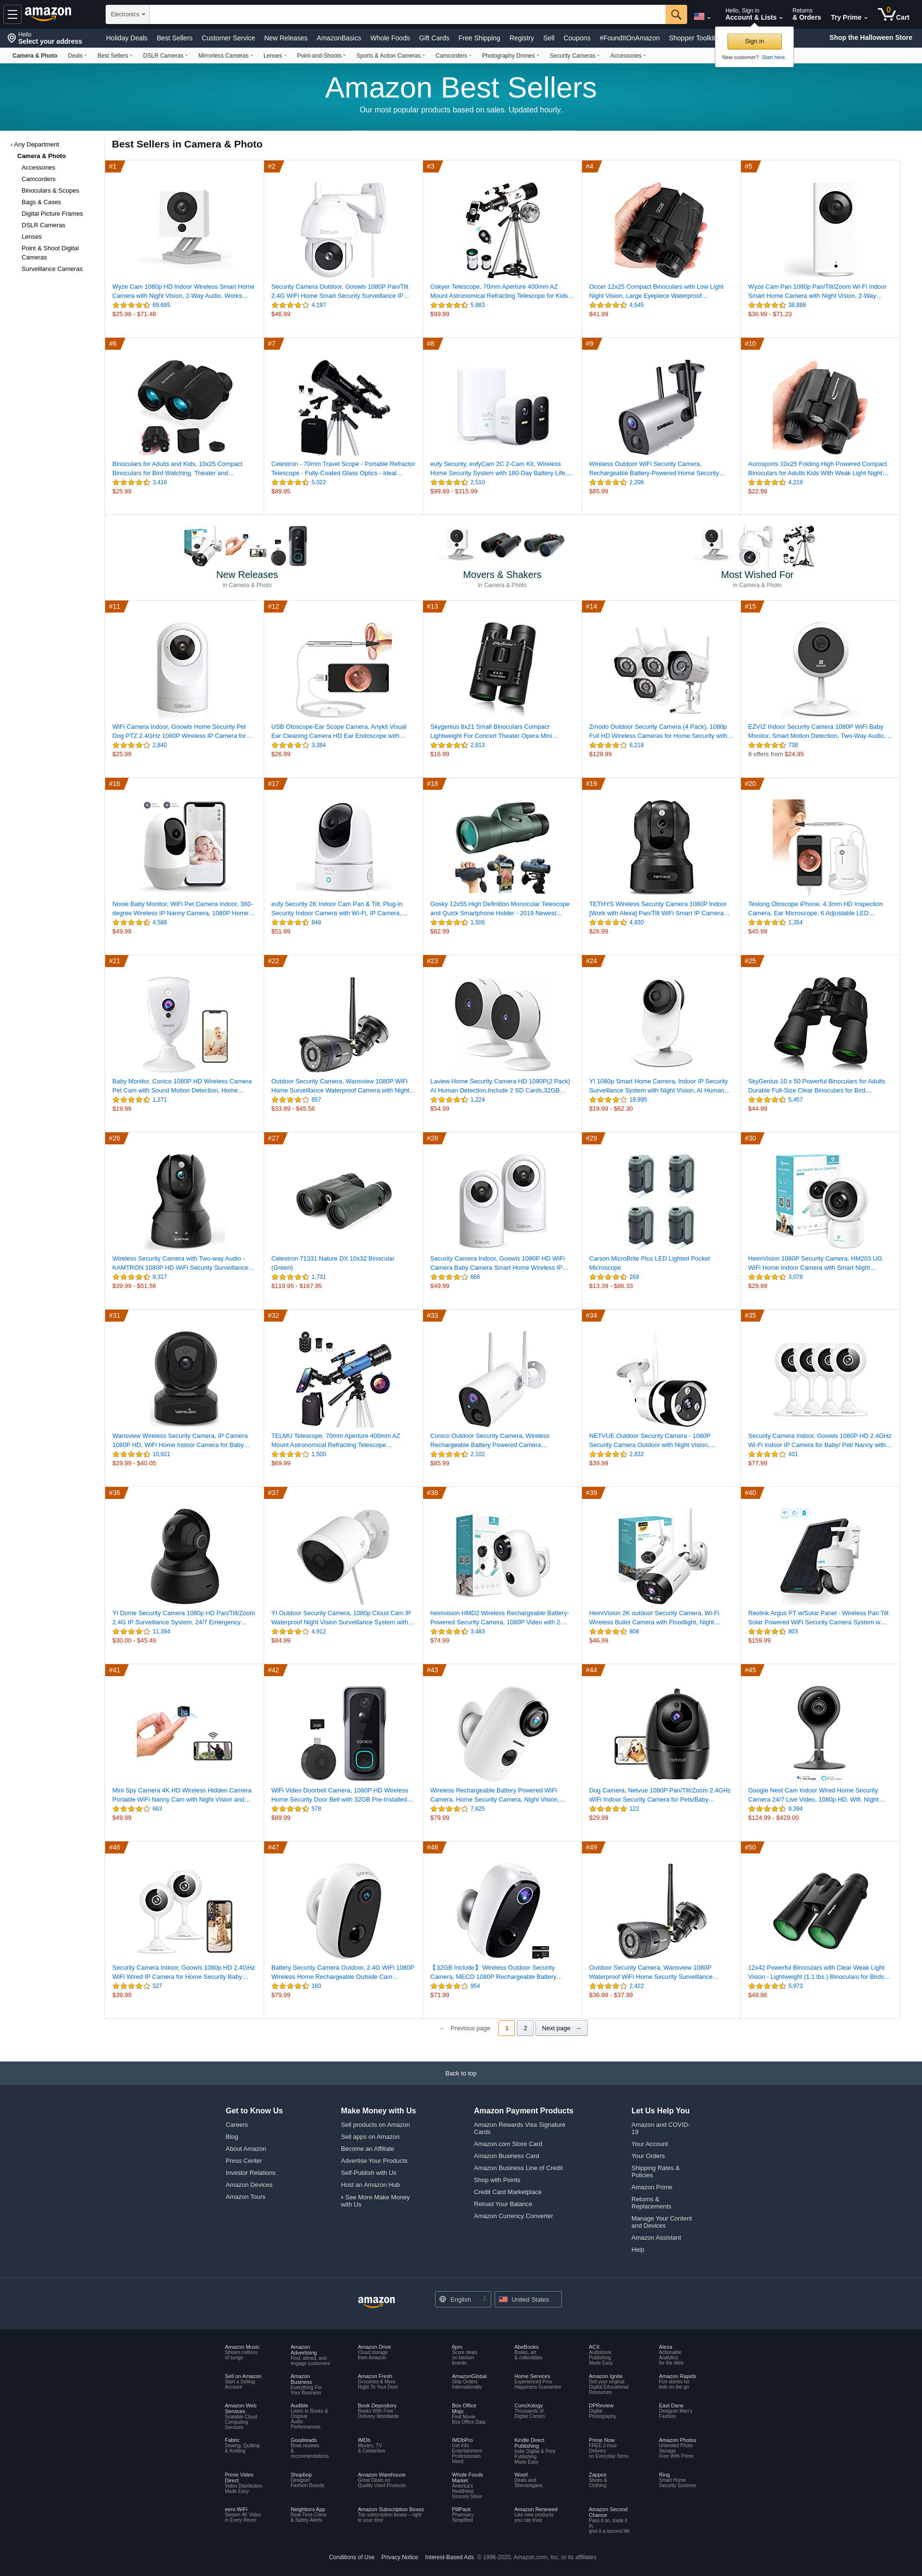 amazon
Electronics
Hello, Sign in
Account & Lists
Returns
& Orders
Try Prime
0
Cart
Hello
Select your address
Holiday Deals Best Sellers Customer Service New Releases AmazonBasics Whole Foods Gift Cards Free Shipping Registry Sell Coupons #FoundItOnAmazon Shopper Toolkit
Shop the Halloween Store
Sign in
New customer? Start here.
Camera & Photo Deals Best Sellers DSLR Cameras Mirrorless Cameras Lenses Point-and-Shoots Sports & Action Cameras Camcorders Photography Drones Security Cameras Accessories
Amazon Best Sellers
Our most popular products based on sales. Updated hourly.
‹ Any Department
Camera & Photo
Accessories
Camcorders
Binoculars & Scopes
Bags & Cases
Digital Picture Frames
DSLR Cameras
Lenses
Point & Shoot Digital
Cameras
Surveillance Cameras
Best Sellers in Camera & Photo
#1
Wyze Cam 1080p HD Indoor Wireless Smart Home
Camera with Night Vision, 2-Way Audio, Works…
69,685
$25.98 - $71.48
#2
Security Camera Outdoor, Goowls 1080P Pan/Tilt
2.4G WiFi Home Smart Security Surveillance IP…
4,197
$46.99
#3
Gskyer Telescope, 70mm Aperture 400mm AZ
Mount Astronomical Refracting Telescope for Kids…
5,883
$99.99
#4
Occer 12x25 Compact Binoculars with Low Light
Night Vision, Large Eyepiece Waterproof…
4,545
$41.99
#5
Wyze Cam Pan 1080p Pan/Tilt/Zoom Wi-Fi Indoor
Smart Home Camera with Night Vision, 2-Way…
38,888
$36.99 - $71.23
#6
Binoculars for Adults and Kids, 10x25 Compact
Binoculars for Bird Watching, Theater and…
3,416
$25.99
#7
Celestron - 70mm Travel Scope - Portable Refractor
Telescope - Fully-Coated Glass Optics - Ideal…
5,022
$89.95
#8
eufy Security, eufyCam 2C 2-Cam Kit, Wireless
Home Security System with 180-Day Battery Life,…
2,510
$99.99 - $315.99
#9
Wireless Outdoor WiFi Security Camera,
Rechargeable Battery-Powered Home Security…
2,206
$85.99
#10
Aurosports 10x25 Folding High Powered Compact
Binoculars for Adults Kids With Weak Light Night…
4,219
$22.99
New Releases
in Camera & Photo
Movers & Shakers
in Camera & Photo
Most Wished For
in Camera & Photo
#11
WiFi Camera Indoor, Goowls Home Security Pet
Dog PTZ 2.4GHz 1080P Wireless IP Camera for…
2,840
$25.99
#12
USB Otoscope-Ear Scope Camera, Anykit Visual
Ear Cleaning Camera HD Ear Endoscope with…
3,384
$26.99
#13
Skygenius 8x21 Small Binoculars Compact
Lightweight For Concert Theater Opera Mini…
2,813
$16.99
#14
Zmodo Outdoor Security Camera (4 Pack), 1080p
Full HD Wireless Cameras for Home Security with…
6,218
$129.99
#15
EZVIZ Indoor Security Camera 1080P WiFi Baby
Monitor, Smart Motion Detection, Two-Way Audio,…
738
9 offers from $24.95
#16
Nooie Baby Monitor, WiFi Pet Camera Indoor, 360-
degree Wireless IP Nanny Camera, 1080P Home…
4,588
$49.99
#17
eufy Security 2K Indoor Cam Pan & Tilt, Plug-in
Security Indoor Camera with Wi-Fi, IP Camera,…
848
$51.99
#18
Gosky 12x55 High Definition Monocular Telescope
and Quick Smartphone Holder - 2019 Newest…
1,506
$82.99
#19
TETHYS Wireless Security Camera 1080P Indoor
[Work with Alexa] Pan/Tilt WiFi Smart IP Camera…
4,930
$26.99
#20
Teslong Otoscope iPhone, 4.3mm HD Inspection
Camera, Ear Microscope, 6 Adjustable LED…
1,354
$45.99
#21
Baby Monitor, Conico 1080P HD Wireless Camera
Pet Cam with Sound Motion Detection, Home…
1,271
$19.99
#22
Outdoor Security Camera, Wansview 1080P WiFi
Home Surveillance Waterproof Camera with Night…
857
$33.99 - $45.56
#23
Laview Home Security Camera HD 1080P(2 Pack)
AI Human Detection,Include 2 SD Cards,32GB…
1,224
$54.99
#24
YI 1080p Smart Home Camera, Indoor IP Security
Surveillance System with Night Vision, AI Human…
18,995
$19.99 - $62.30
#25
SkyGenius 10 x 50 Powerful Binoculars for Adults
Durable Full-Size Clear Binoculars for Bird…
5,457
$44.99
#26
Wireless Security Camera with Two-way Audio -
KAMTRON 1080P HD WiFi Security Surveillance…
8,317
$39.99 - $51.56
#27
Celestron 71331 Nature DX 10x32 Binocular
(Green)
1,731
$119.95 - $167.95
#28
Security Camera Indoor, Goowls 1080P HD WiFi
Camera Baby Camera Smart Home Wireless IP…
666
$49.99
#29
Carson MicroBrite Plus LED Lighted Pocket
Microscope
269
$13.39 - $86.33
#30
HeimVision 1080P Security Camera, HM203 UG
WiFi Home Indoor Camera with Smart Night…
3,076
$29.99
#31
Wansview Wireless Security Camera, IP Camera
1080P HD, WiFi Home Indoor Camera for Baby…
10,921
$29.99 - $40.05
#32
TELMU Telescope, 70mm Aperture 400mm AZ
Mount Astronomical Refracting Telescope…
1,500
$69.99
#33
Conico Outdoor Security Camera, Wireless
Rechargeable Battery Powered Camera…
2,102
$85.99
#34
NETVUE Outdoor Security Camera - 1080P
Security Camera Outdoor with Night Vision,…
2,832
$39.99
#35
Security Camera Indoor, Goowls 1080P HD 2.4GHz
Wi-Fi Indoor IP Camera for Baby/ Pet/ Nanny with…
431
$77.99
#36
YI Dome Security Camera 1080p HD Pan/Tilt/Zoom
2.4G IP Surveillance System, 24/7 Emergency…
11,394
$30.00 - $45.49
#37
YI Outdoor Security Camera, 1080p Cloud Cam IP
Waterproof Night Vision Surveillance System with…
4,912
$84.99
#38
heimvision HMD2 Wireless Rechargeable Battery-
Powered Security Camera, 1080P Video with 2…
3,483
$74.99
#39
HeimVision 2K outdoor Security Camera, Wi-Fi
Wireless Bullet Camera with Floodlight, Night…
808
$46.99
#40
Reolink Argus PT w/Solar Panel - Wireless Pan Tilt
Solar Powered WiFi Security Camera System w…
803
$159.99
#41
Mini Spy Camera 4K HD Wireless Hidden Camera
Portable WiFi Nanny Cam with Night Vision and…
663
$49.99
#42
WiFi Video Doorbell Camera, 1080P HD Wireless
Home Security Door Bell with 32GB Pre-Installed…
578
$89.99
#43
Wireless Rechargeable Battery Powered WiFi
Camera, Home Security Camera, Night Vision,…
7,625
$79.99
#44
Dog Camera, Netvue 1080P Pan/Tilt/Zoom 2.4GHz
WiFi Indoor Security Camera for Pets/Baby…
122
$29.99
#45
Google Nest Cam Indoor Wired Home Security
Camera 24/7 Live Video, 1080p HD, Wifi, Night…
9,394
$124.99 - $429.00
#46
Security Camera Indoor, Goowls 1080p HD 2.4GHz
WiFi Wired IP Camera for Home Security Baby…
527
$39.99
#47
Battery Security Camera Outdoor, 2.4G WiFi 1080P
Wireless Home Rechargeable Outside Cam…
160
$79.99
#48
【32GB Include】 Wireless Outdoor Security
Camera, MECO 1080P Rechargeable Battery…
954
$71.99
#49
Outdoor Security Camera, Wansview 1080P
Waterproof WiFi Home Security Surveillance…
2,422
$36.99 - $37.99
#50
12x42 Powerful Binoculars with Clear Weak Light
Vision - Lightweight (1.1 lbs.) Binoculars for Birds…
5,973
$48.86
← Previous page 1 2 Next page →
Back to top
Get to Know Us
Careers
Blog
About Amazon
Press Center
Investor Relations
Amazon Devices
Amazon Tours
Make Money with Us
Sell products on Amazon
Sell apps on Amazon
Become an Affiliate
Advertise Your Products
Self-Publish with Us
Host an Amazon Hub
› See More Make Money
with Us
Amazon Payment Products
Amazon Rewards Visa Signature
Cards
Amazon.com Store Card
Amazon Business Card
Amazon Business Line of Credit
Shop with Points
Credit Card Marketplace
Reload Your Balance
Amazon Currency Converter
Let Us Help You
Amazon and COVID-
19
Your Account
Your Orders
Shipping Rates &
Policies
Amazon Prime
Returns &
Replacements
Manage Your Content
and Devices
Amazon Assistant
Help
amazon
English
United States
Amazon Music
Stream millions
of songs
Amazon
Advertising
Find, attract, and
engage customers
Amazon Drive
Cloud storage
from Amazon
6pm
Score deals
on fashion
brands
AbeBooks
Books, art
& collectibles
ACX
Audiobook
Publishing
Made Easy
Alexa
Actionable
Analytics
for the Web
Sell on Amazon
Start a Selling
Account
Amazon
Business
Everything For
Your Business
Amazon Fresh
Groceries & More
Right To Your Door
AmazonGlobal
Ship Orders
Internationally
Home Services
Experienced Pros
Happiness Guarantee
Amazon Ignite
Sell your original
Digital Educational
Resources
Amazon Rapids
Fun stories for
kids on the go
Amazon Web
Services
Scalable Cloud
Computing
Services
Audible
Listen to Books &
Original
Audio
Performances
Book Depository
Books With Free
Delivery Worldwide
Box Office
Mojo
Find Movie
Box Office Data
ComiXology
Thousands of
Digital Comics
DPReview
Digital
Photography
East Dane
Designer Men's
Fashion
Fabric
Sewing, Quilting
& Knitting
Goodreads
Book reviews
&
recommendations
IMDb
Movies, TV
& Celebrities
IMDbPro
Get Info
Entertainment
Professionals
Need
Kindle Direct
Publishing
Indie Digital & Print
Publishing
Made Easy
Prime Now
FREE 2-hour
Delivery
on Everyday Items
Amazon Photos
Unlimited Photo
Storage
Free With Prime
Prime Video
Direct
Video Distribution
Made Easy
Shopbop
Designer
Fashion Brands
Amazon Warehouse
Great Deals on
Quality Used Products
Whole Foods
Market
America's
Healthiest
Grocery Store
Woot!
Deals and
Shenanigans
Zappos
Shoes &
Clothing
Ring
Smart Home
Security Systems
eero WiFi
Stream 4K Video
in Every Room
Neighbors App
Real-Time Crime
& Safety Alerts
Amazon Subscription Boxes
Top subscription boxes – right
to your door
PillPack
Pharmacy
Simplified
Amazon Renewed
Like-new products
you can trust
Amazon Second
Chance
Pass it on, trade it
in,
give it a second life
Conditions of Use Privacy Notice Interest-Based Ads © 1996-2020, Amazon.com, Inc. or its affiliates